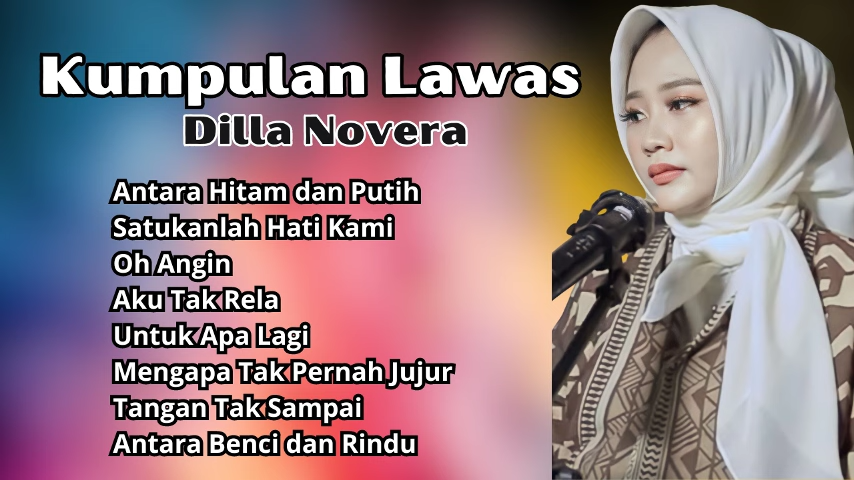 Kumpulan Lawas
Dilla Novera
Antara Hitam dan Putih
Satukanlah Hati Kami
Oh Angin
Aku Tak Rela
Untuk Apa Lagi
Mengapa Tak Pernah Jujur
Tangan Tak Sampai
Antara Benci dan Rindu